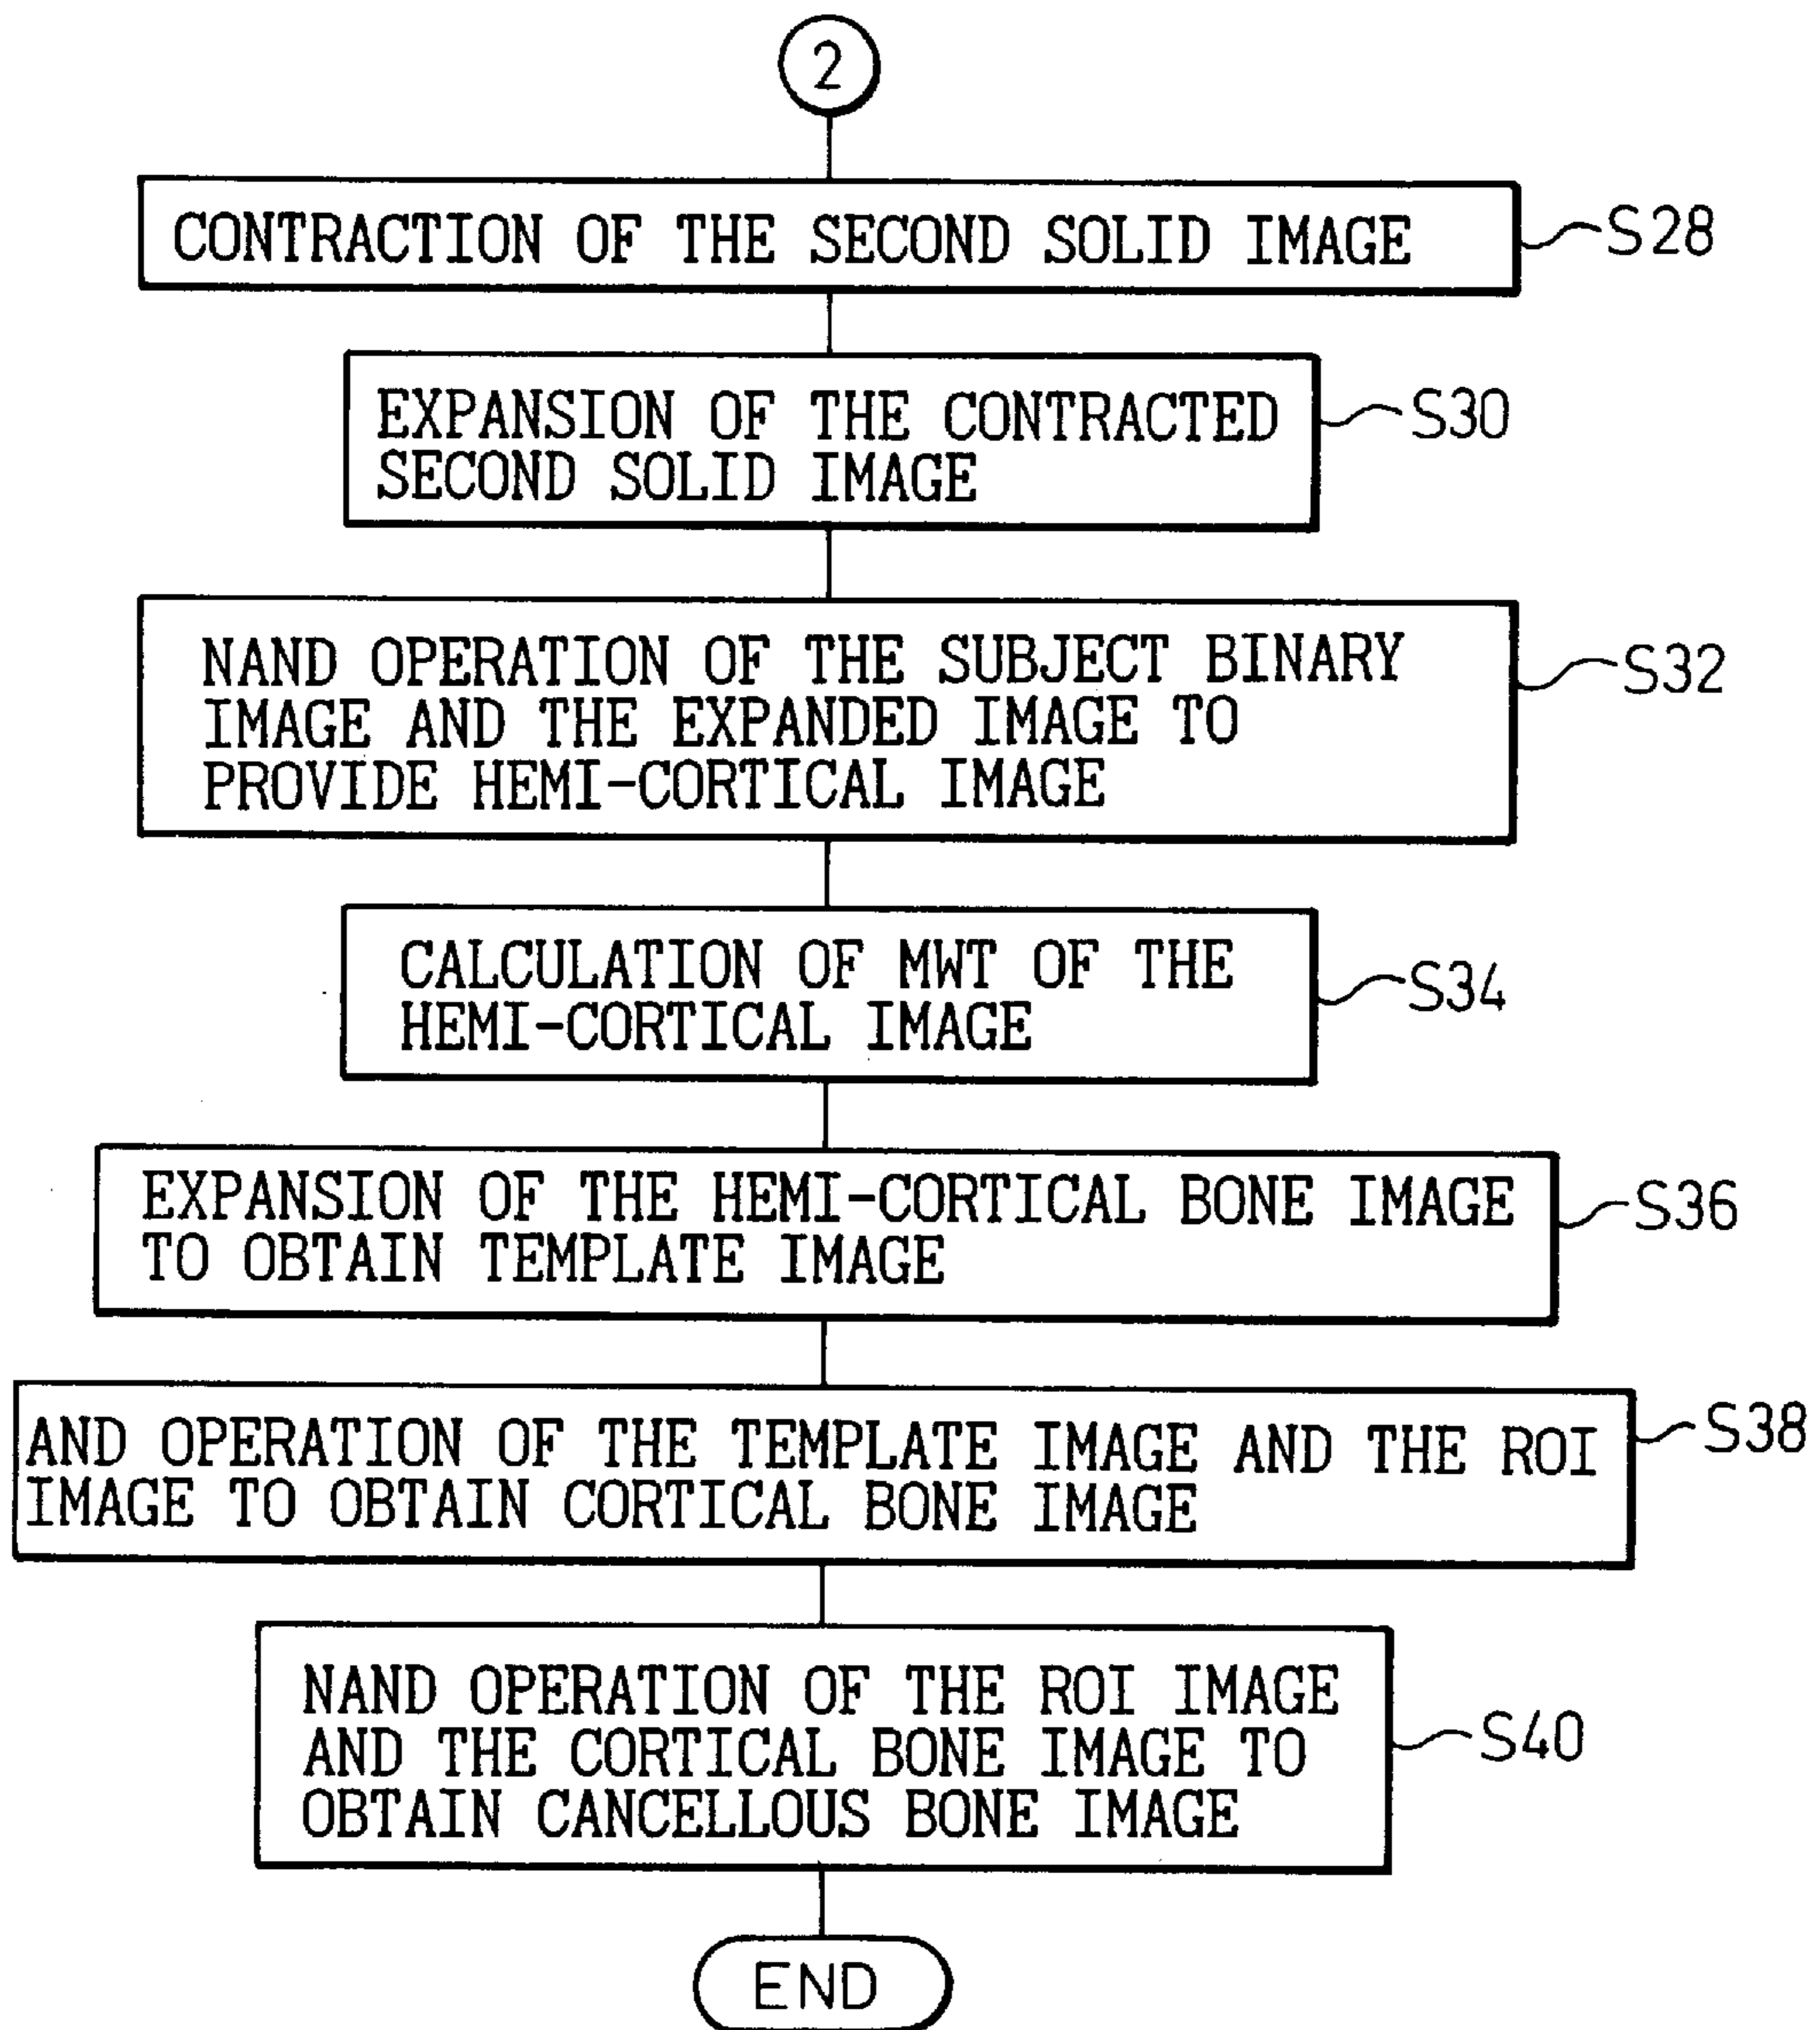 2
CONTRACTION OF THE SECOND SOLID IMAGE
S28
EXPANSION OF THE CONTRACTED
SECOND SOLID IMAGE
S30
NAND OPERATION OF THE SUBJECT BINARY
IMAGE AND THE EXPANDED IMAGE TO
PROVIDE HEMI-CORTICAL IMAGE
S32
CALCULATION OF MWT OF THE
HEMI-CORTICAL IMAGE
S34
EXPANSION OF THE HEMI-CORTICAL BONE IMAGE
TO OBTAIN TEMPLATE IMAGE
S36
AND OPERATION OF THE TEMPLATE IMAGE AND THE ROI
IMAGE TO OBTAIN CORTICAL BONE IMAGE
S38
NAND OPERATION OF THE ROI IMAGE
AND THE CORTICAL BONE IMAGE TO
OBTAIN CANCELLOUS BONE IMAGE
S40
END